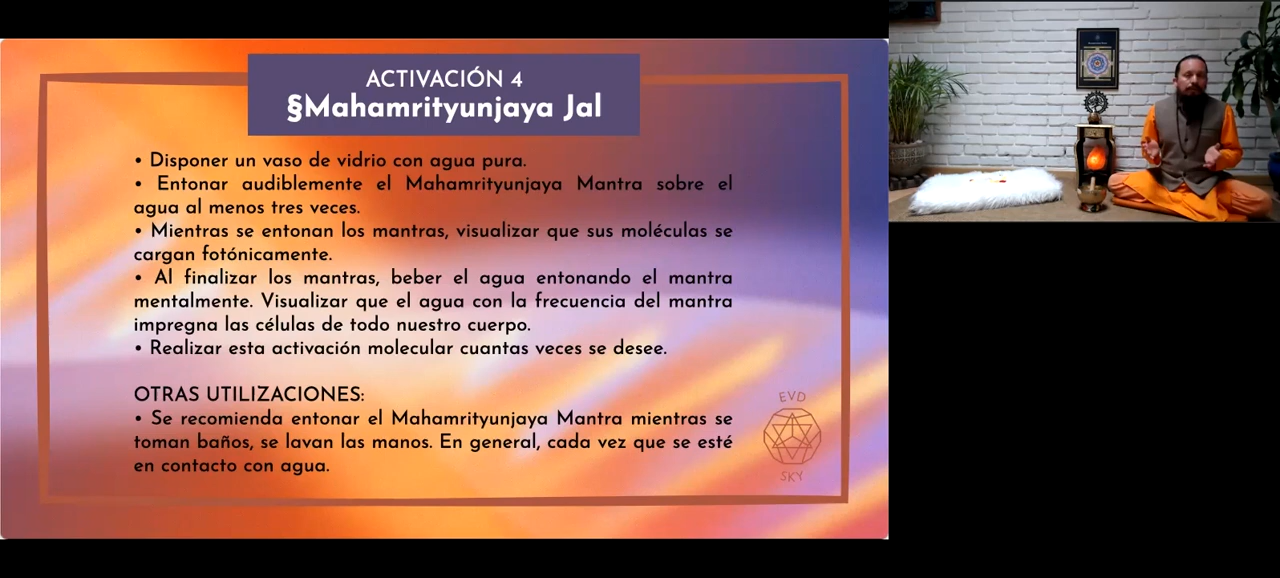 ACTIVACIÓN 4
§Mahamrityunjaya Jal
• Disponer un vaso de vidrio con agua pura.
• Entonar audiblemente el Mahamrityunjaya Mantra sobre el
agua al menos tres veces.
• Mientras se entonan los mantras, visualizar que sus moléculas se
cargan fotónicamente.
• Al finalizar los mantras, beber el agua entonando el mantra
mentalmente. Visualizar que el agua con la frecuencia del mantra
impregna las células de todo nuestro cuerpo.
• Realizar esta activación molecular cuantas veces se desee.
OTRAS UTILIZACIONES:
• Se recomienda entonar el Mahamrityunjaya Mantra mientras se
toman baños, se lavan las manos. En general, cada vez que se esté
en contacto con agua.
EVD
SKY